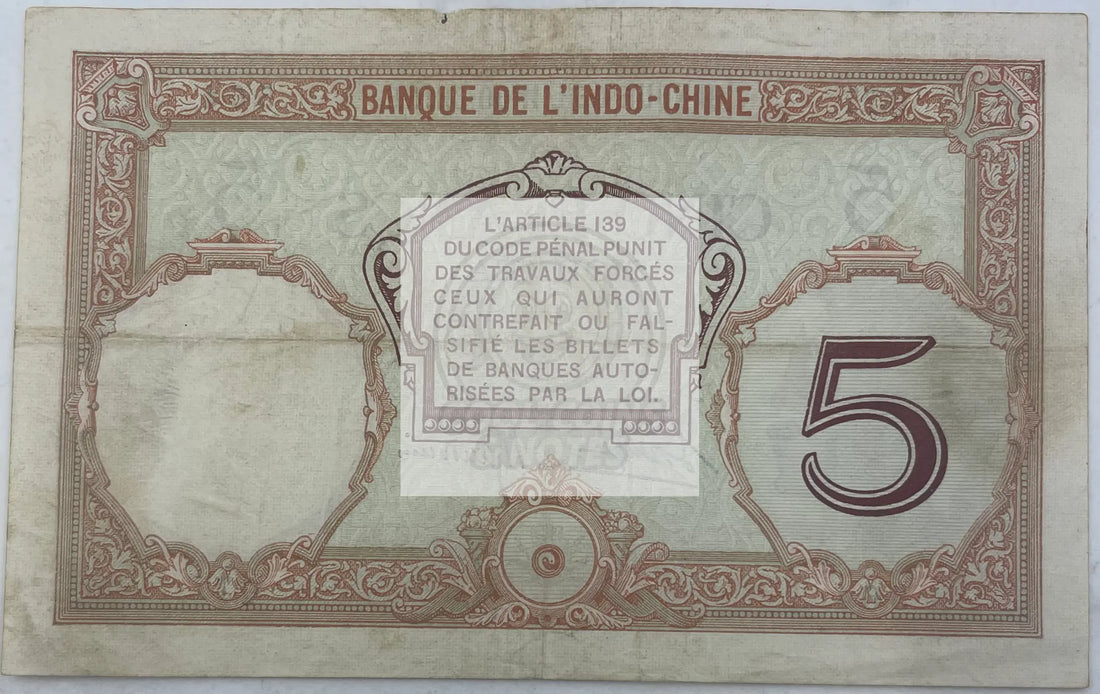 BANQUE DE L'INDO-CHINE
L'ARTICLE 139
DU CODE PÉNAL PUNIT
DES TRAVAUX FORCÉS
CEUX QUI AURONT
CONTREFAIT OU FAL-
SIFIÉ LES BILLETS
DE BANQUES AUTO-
RISÉES PAR LA LOI.
5
NOTES